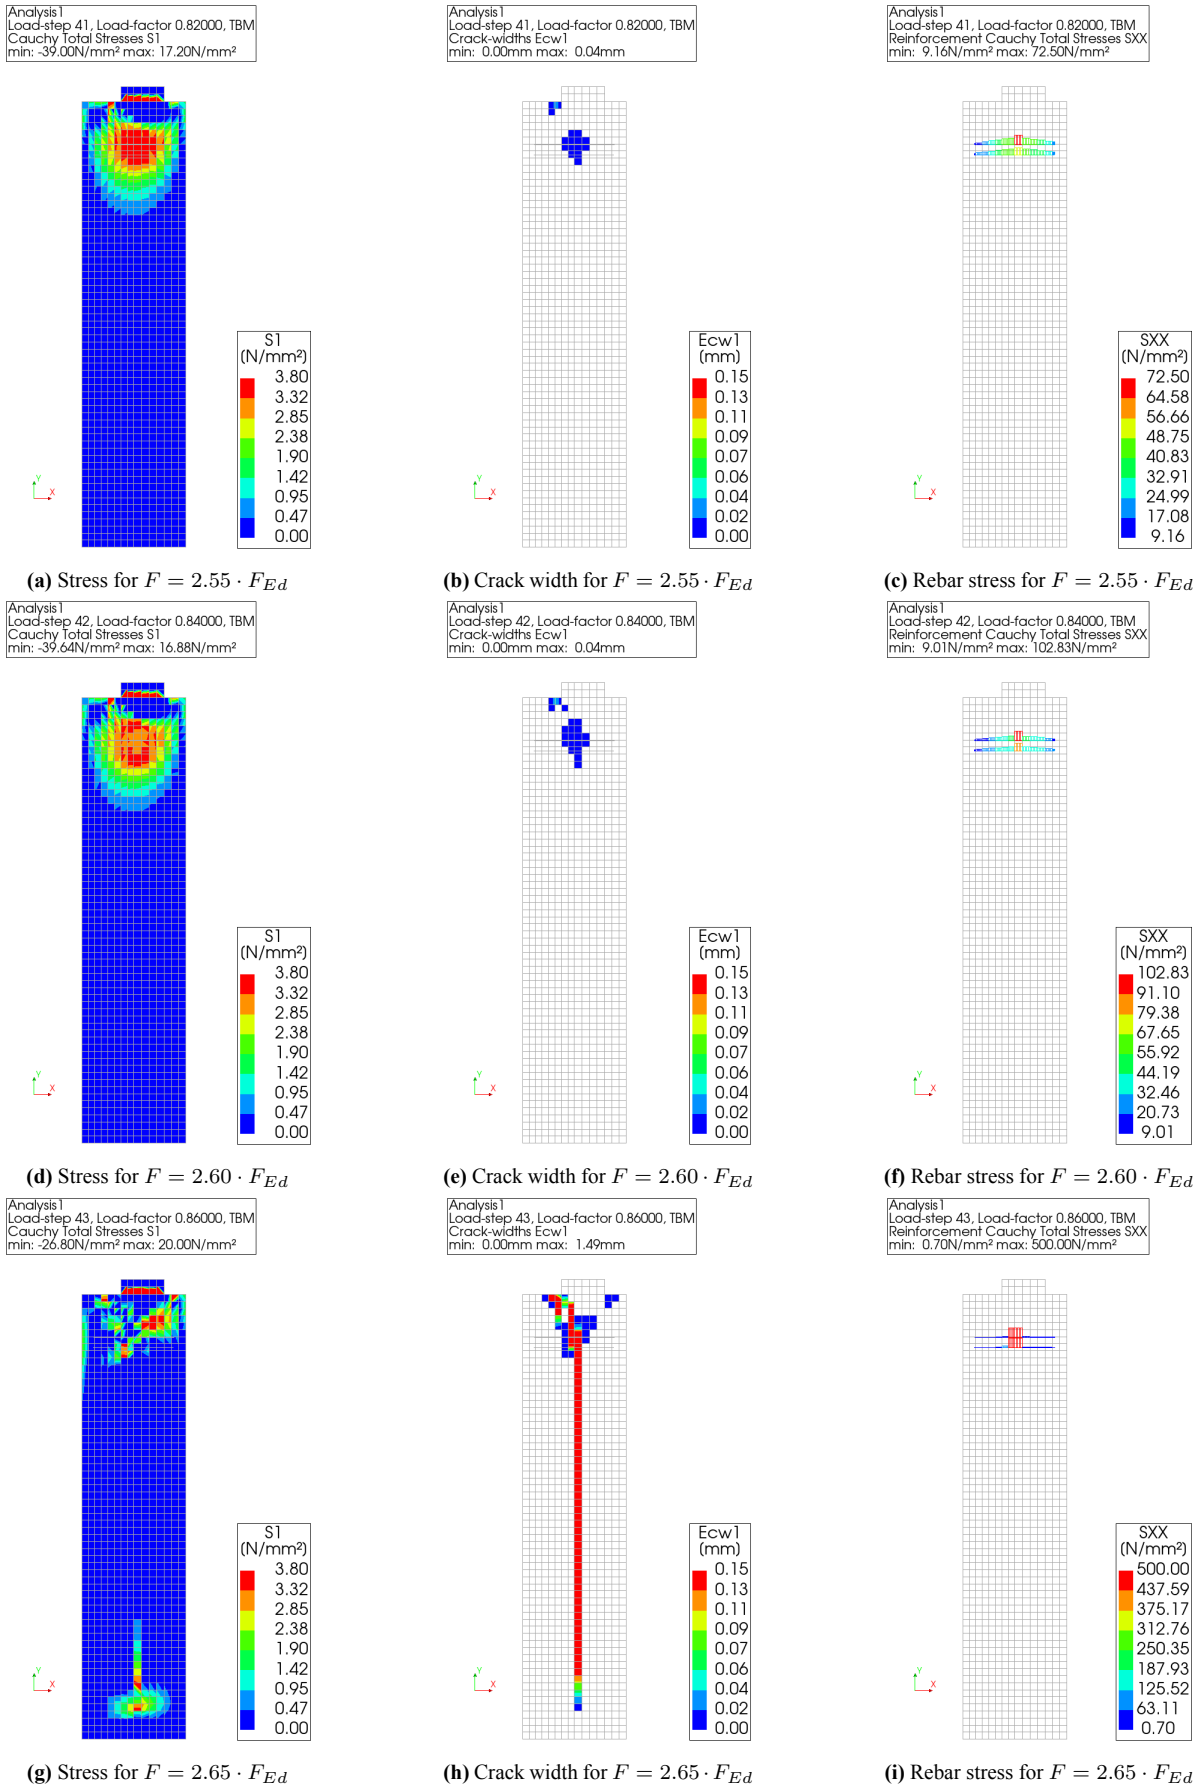 Analysis1
Load-step 41, Load-factor 0.82000, TBM
Cauchy Total Stresses S1
min: -39.00N/mm² max: 17.20N/mm²
Analysis1
Load-step 41, Load-factor 0.82000, TBM
Crack-widths Ecw1
min: 0.00mm max: 0.04mm
Analysis1
Load-step 41, Load-factor 0.82000, TBM
Reinforcement Cauchy Total Stresses SXX
min: 9.16N/mm² max: 72.50N/mm²
S1
(N/mm²)
3.80
3.32
2.85
2.38
1.90
1.42
0.95
0.47
0.00
Y
X
Ecw1
(mm)
0.15
0.13
0.11
0.09
0.07
0.06
0.04
0.02
0.00
Y
X
SXX
(N/mm²)
72.50
64.58
56.66
48.75
40.83
32.91
24.99
17.08
9.16
Y
X
(a) Stress for F = 2.55 · F_Ed
(b) Crack width for F = 2.55 · F_Ed
(c) Rebar stress for F = 2.55 · F_Ed
Analysis1
Load-step 42, Load-factor 0.84000, TBM
Cauchy Total Stresses S1
min: -39.64N/mm² max: 16.88N/mm²
Analysis1
Load-step 42, Load-factor 0.84000, TBM
Crack-widths Ecw1
min: 0.00mm max: 0.04mm
Analysis1
Load-step 42, Load-factor 0.84000, TBM
Reinforcement Cauchy Total Stresses SXX
min: 9.01N/mm² max: 102.83N/mm²
S1
(N/mm²)
3.80
3.32
2.85
2.38
1.90
1.42
0.95
0.47
0.00
Y
X
Ecw1
(mm)
0.15
0.13
0.11
0.09
0.07
0.06
0.04
0.02
0.00
Y
X
SXX
(N/mm²)
102.83
91.10
79.38
67.65
55.92
44.19
32.46
20.73
9.01
Y
X
(d) Stress for F = 2.60 · F_Ed
(e) Crack width for F = 2.60 · F_Ed
(f) Rebar stress for F = 2.60 · F_Ed
Analysis1
Load-step 43, Load-factor 0.86000, TBM
Cauchy Total Stresses S1
min: -26.80N/mm² max: 20.00N/mm²
Analysis1
Load-step 43, Load-factor 0.86000, TBM
Crack-widths Ecw1
min: 0.00mm max: 1.49mm
Analysis1
Load-step 43, Load-factor 0.86000, TBM
Reinforcement Cauchy Total Stresses SXX
min: 0.70N/mm² max: 500.00N/mm²
S1
(N/mm²)
3.80
3.32
2.85
2.38
1.90
1.42
0.95
0.47
0.00
Y
X
Ecw1
(mm)
0.15
0.13
0.11
0.09
0.07
0.06
0.04
0.02
0.00
Y
X
SXX
(N/mm²)
500.00
437.59
375.17
312.76
250.35
187.93
125.52
63.11
0.70
Y
X
(g) Stress for F = 2.65 · F_Ed
(h) Crack width for F = 2.65 · F_Ed
(i) Rebar stress for F = 2.65 · F_Ed